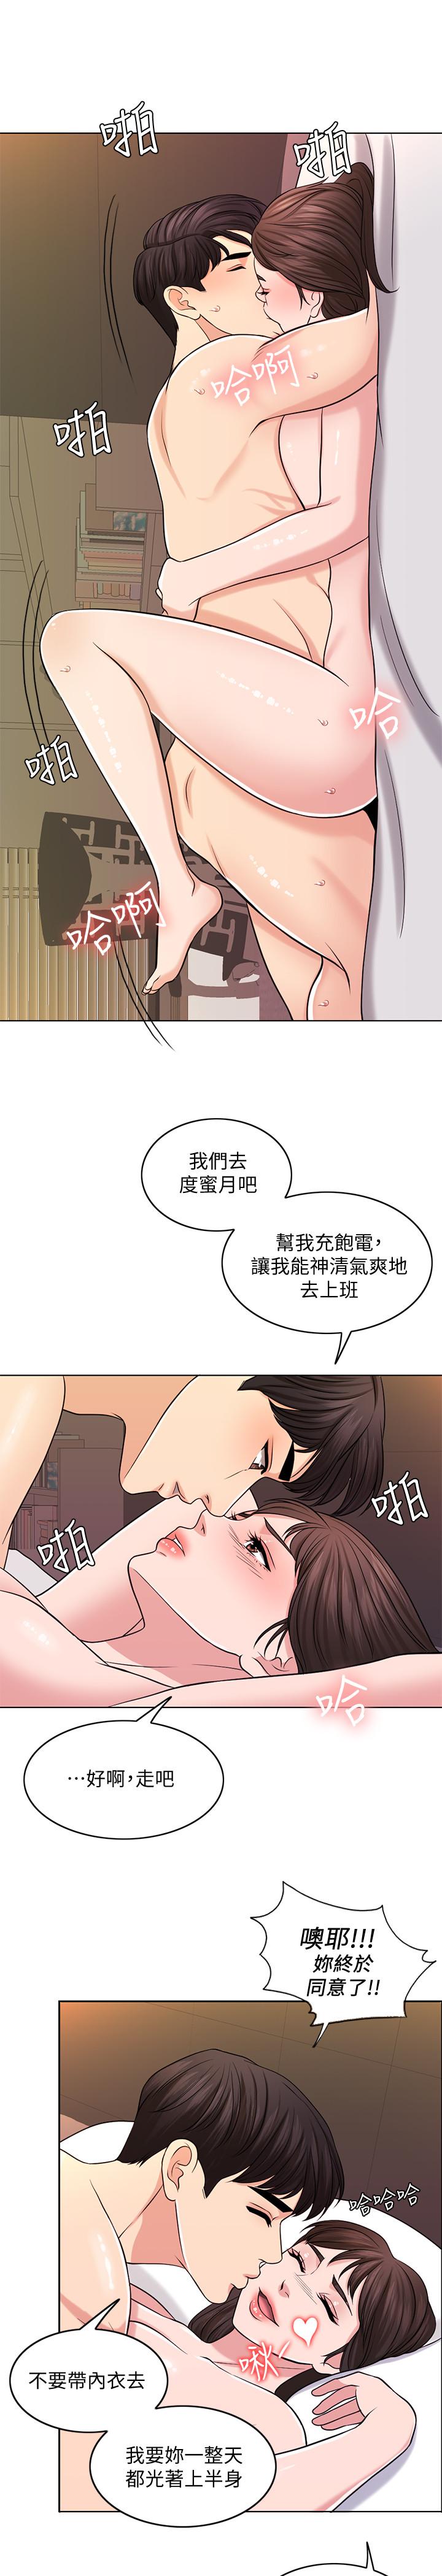 啪
啪
哈啊
啪
哈
啪
哈啊
我們去
度蜜月吧
幫我充飽電,
讓我能神清氣爽地
去上班
啪
啪
哈
…好啊,走吧
噢耶!!!
妳終於
同意了!!
哈哈哈
啾
不要帶內衣去
我要妳一整天
都光著上半身